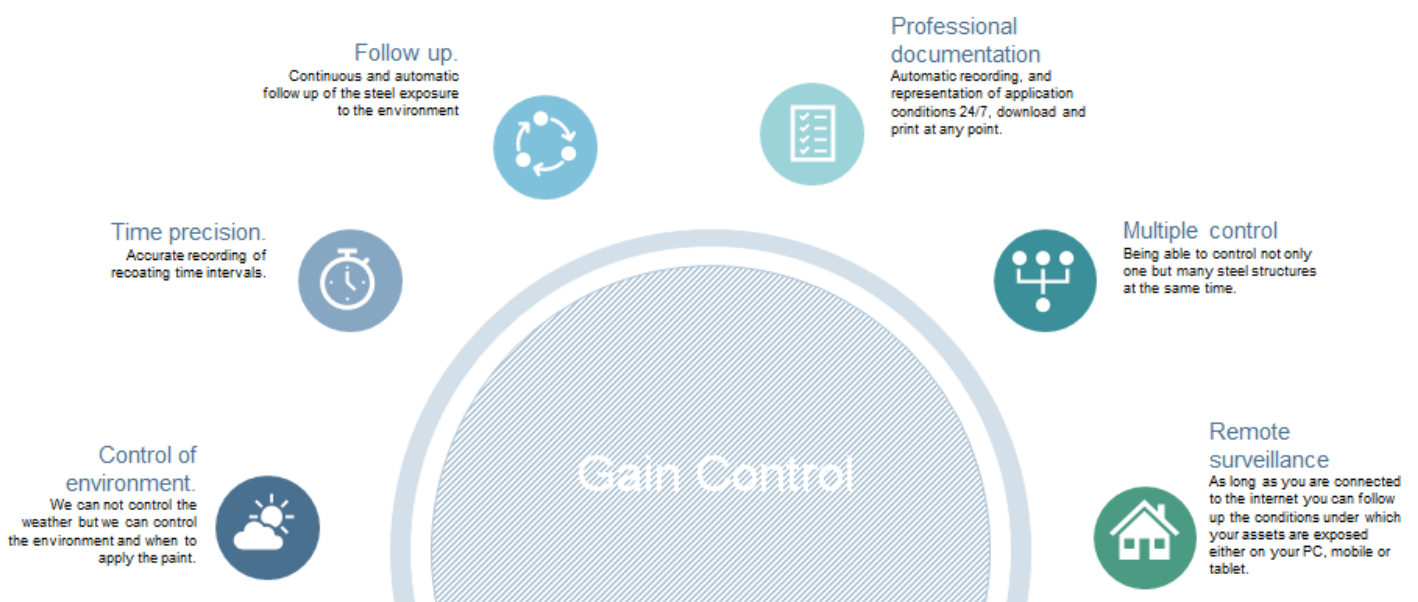 Follow up.
Continuous and automatic
follow up of the steel exposure
to the environment
Professional
documentation
Automatic recording, and
representation of application
conditions 24/7, download and
print at any point.
Time precision.
Accurate recording of
recoating time intervals.
Multiple control
Being able to control not only
one but many steel structures
at the same time.
Control of
environment.
We can not control the
weather but we can control
the environment and when to
apply the paint.
Gain Control
Remote
surveillance
As long as you are connected
to the internet you can follow
up the conditions under which
your assets are exposed
either on your PC, mobile or
tablet.